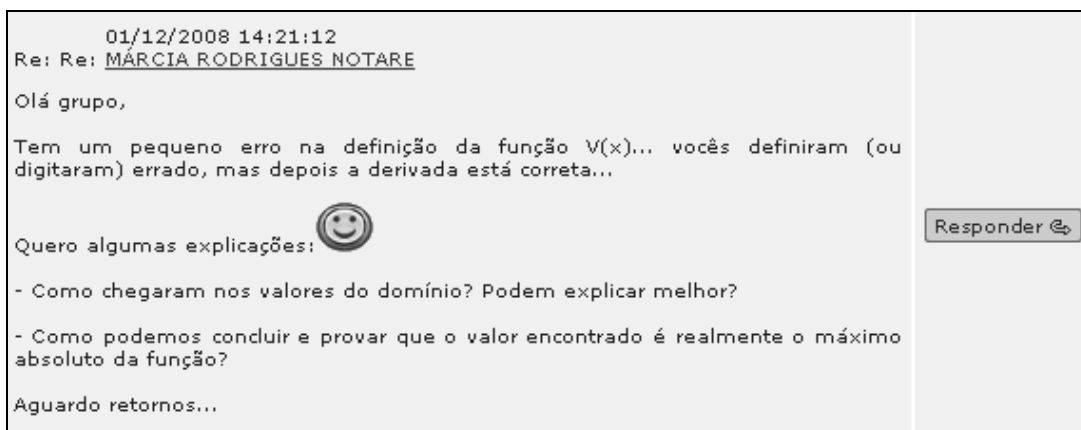 01/12/2008 14:21:12
Re: Re: MÁRCIA RODRIGUES NOTARE
Olá grupo,
Tem um pequeno erro na definição da função V(x)... vocês definiram (ou
digitaram) errado, mas depois a derivada está correta...
Quero algumas explicações:
- Como chegaram nos valores do domínio? Podem explicar melhor?
- Como podemos concluir e provar que o valor encontrado é realmente o máximo
absoluto da função?
Aguardo retornos...
Responder